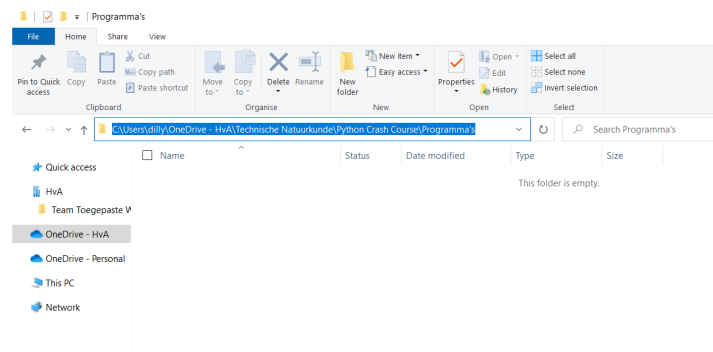 Programma's
File Home Share View
Pin to Quick access
Copy
Paste
Cut
Copy path
Paste shortcut
Clipboard
Move to
Copy to
Delete
Rename
Organise
New folder
New item
Easy access
New
Properties
Open
Edit
History
Open
Select all
Select none
Invert selection
Select
C:\Users\dilly\OneDrive - HvA\Technische Natuurkunde\Python Crash Course\Programma's
Search Programma's
Name Status Date modified Type Size
This folder is empty.
Quick access
HvA
Team Toegepaste W
OneDrive - HvA
OneDrive - Personal
This PC
Network